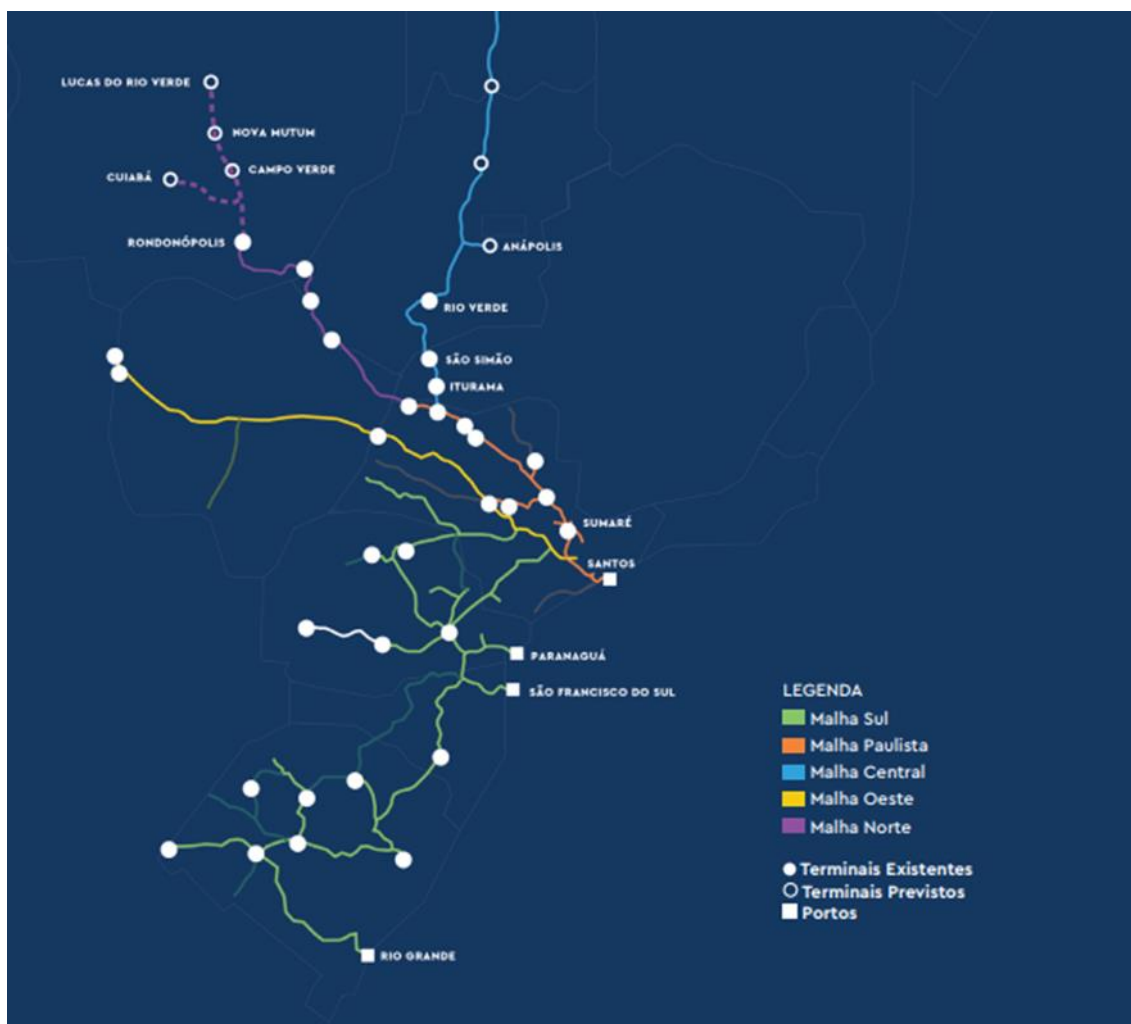 LUCAS DO RIO VERDE
NOVA MUTUM
CAMPO VERDE
CUIABÁ
RONDONÓPOLIS
ANÁPOLIS
RIO VERDE
SÃO SIMÃO
ITURAMA
SUMARÉ
SANTOS
PARANAGUÁ
SÃO FRANCISCO DO SUL
RIO GRANDE
LEGENDA
Malha Sul
Malha Paulista
Malha Central
Malha Oeste
Malha Norte
Terminais Existentes
Terminais Previstos
Portos